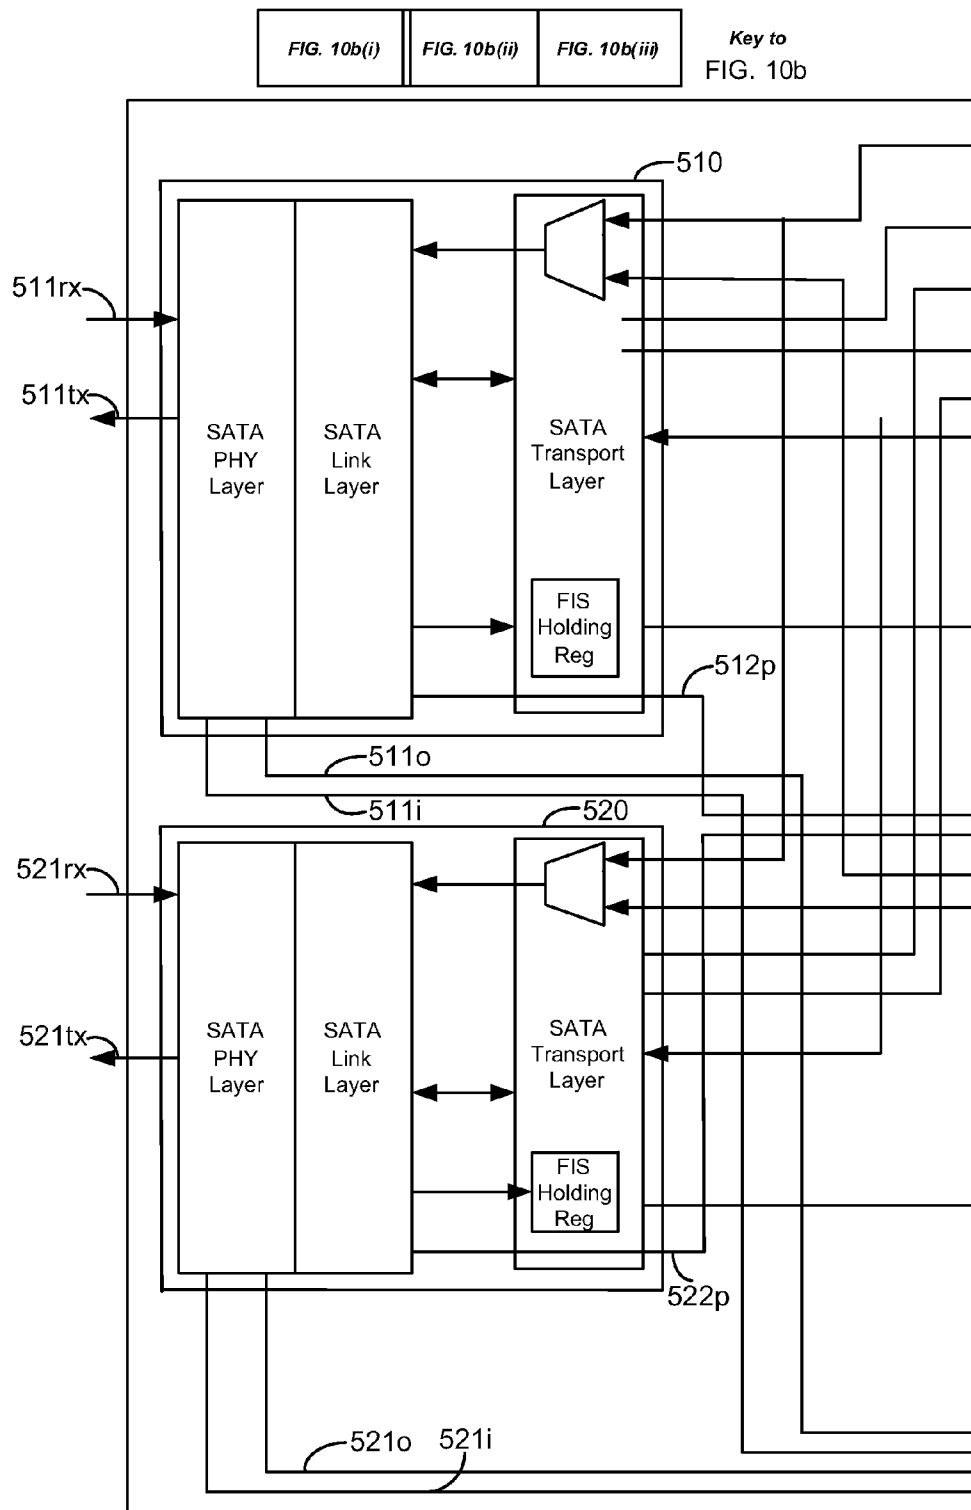 FIG. 10b(i) FIG. 10b(ii) FIG. 10b(iii)
Key to
FIG. 10b
510
511rx
511tx
SATA
PHY
Layer
SATA
Link
Layer
SATA
Transport
Layer
FIS
Holding
Reg
512p
511o
511i
520
521rx
521tx
SATA
PHY
Layer
SATA
Link
Layer
SATA
Transport
Layer
FIS
Holding
Reg
522p
521o
521i